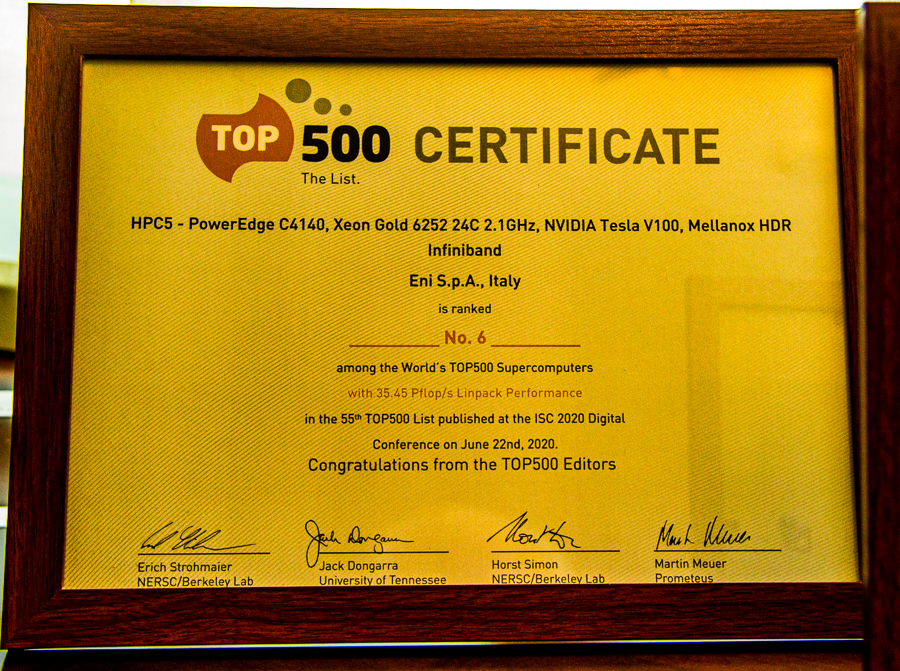 TOP 500 CERTIFICATE
The List.
HPC5 - PowerEdge C4140, Xeon Gold 6252 24C 2.1GHz, NVIDIA Tesla V100, Mellanox HDR
Infiniband
Eni S.p.A., Italy
is ranked
No. 6
among the World's TOP500 Supercomputers
with 35.45 Pflop/s Linpack Performance
in the 55th TOP500 List published at the ISC 2020 Digital
Conference on June 22nd, 2020.
Congratulations from the TOP500 Editors
Jack Dongarra
Erich Strohmaier Jack Dongarra Horst Simon Martin Meuer
NERSC/Berkeley Lab University of Tennessee NERSC/Berkeley Lab Prometeus